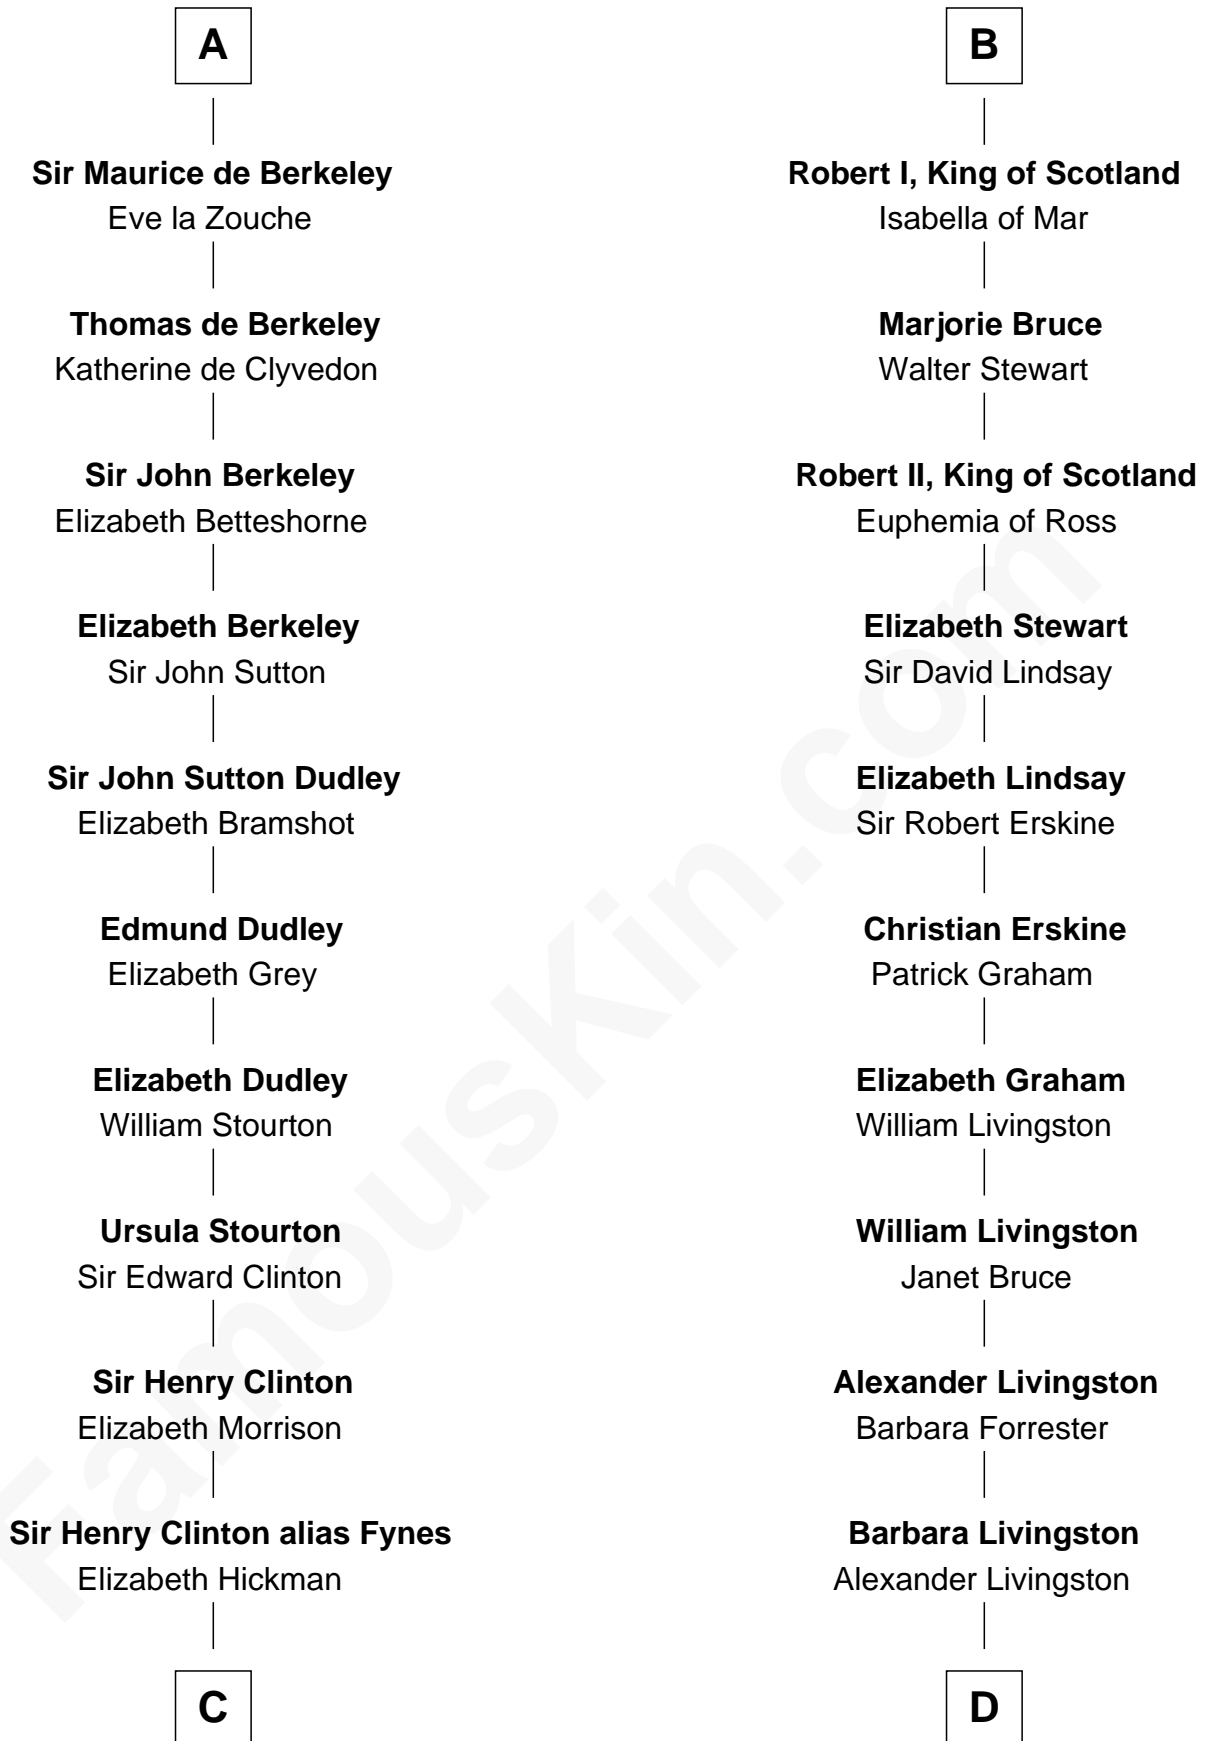 A
Sir Maurice de Berkeley
Eve la Zouche
Thomas de Berkeley
Katherine de Clyvedon
Sir John Berkeley
Elizabeth Betteshorne
Elizabeth Berkeley
Sir John Sutton
Sir John Sutton Dudley
Elizabeth Bramshot
Edmund Dudley
Elizabeth Grey
Elizabeth Dudley
William Stourton
Ursula Stourton
Sir Edward Clinton
Sir Henry Clinton
Elizabeth Morrison
Sir Henry Clinton alias Fynes
Elizabeth Hickman
C
B
Robert I, King of Scotland
Isabella of Mar
Marjorie Bruce
Walter Stewart
Robert II, King of Scotland
Euphemia of Ross
Elizabeth Stewart
Sir David Lindsay
Elizabeth Lindsay
Sir Robert Erskine
Christian Erskine
Patrick Graham
Elizabeth Graham
William Livingston
William Livingston
Janet Bruce
Alexander Livingston
Barbara Forrester
Barbara Livingston
Alexander Livingston
D
FamousKin.com